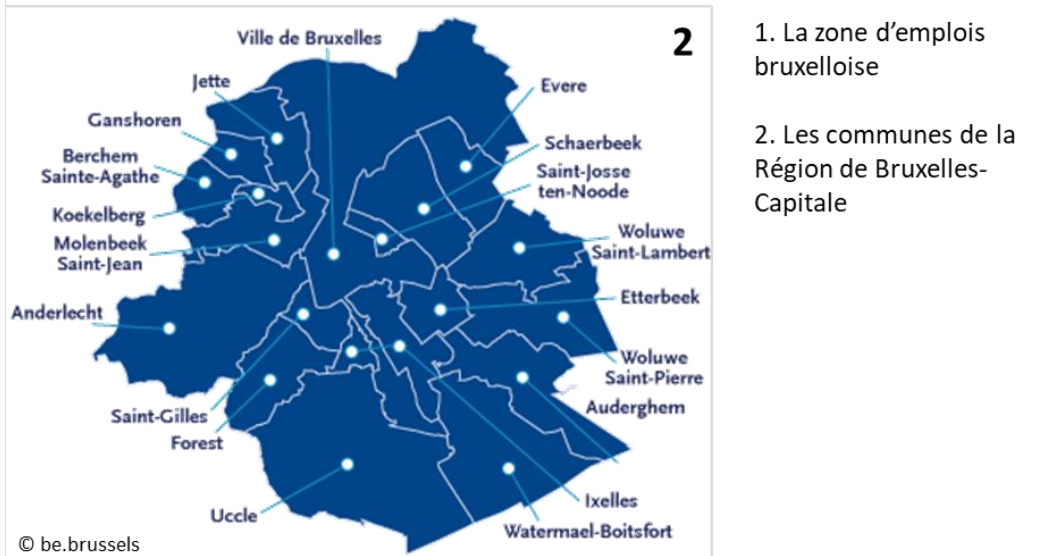 Ville de Bruxelles
2
Jette
Evere
Ganshoren
Schaerbeek
Berchem
Sainte-Agathe
Saint-Josse
ten-Noode
Koekelberg
Molenbeek
Saint-Jean
Woluwe
Saint-Lambert
Anderlecht
Etterbeek
Woluwe
Saint-Pierre
Saint-Gilles
Auderghem
Forest
Uccle
Ixelles
Watermael-Boitsfort
© be.brussels
1. La zone d’emplois
bruxelloise
2. Les communes de la
Région de Bruxelles-
Capitale